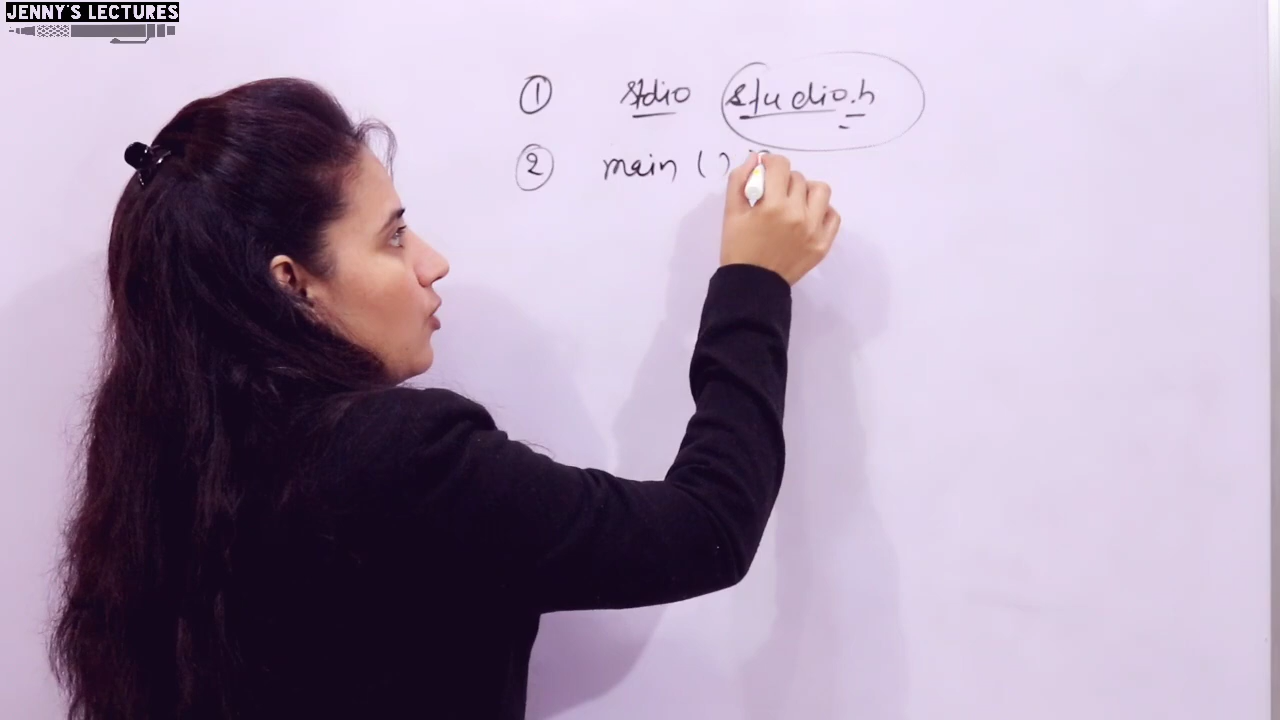 JENNY'S LECTURES
① stdio studio.h
② main ( )